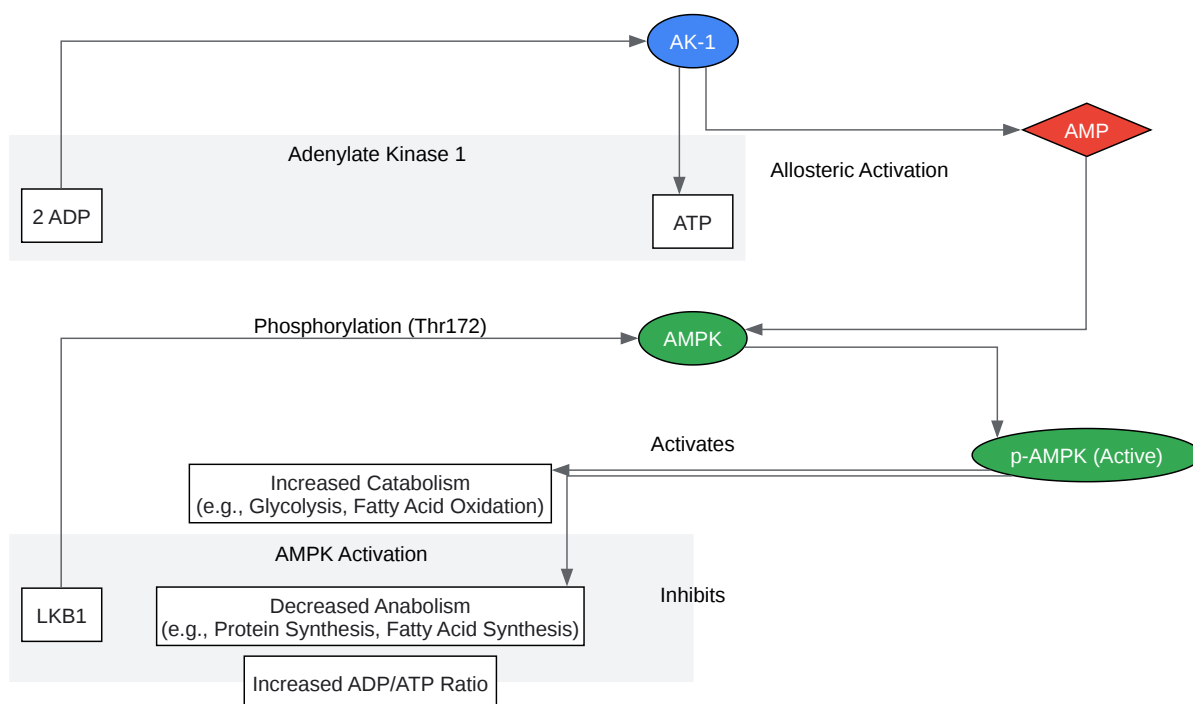 AK-1
AMP
Adenylate Kinase 1
Allosteric Activation
2 ADP
ATP
Phosphorylation (Thr172)
AMPK
Activates
p-AMPK (Active)
Increased Catabolism
(e.g., Glycolysis, Fatty Acid Oxidation)
AMPK Activation
Inhibits
LKB1
Decreased Anabolism
(e.g., Protein Synthesis, Fatty Acid Synthesis)
Increased ADP/ATP Ratio